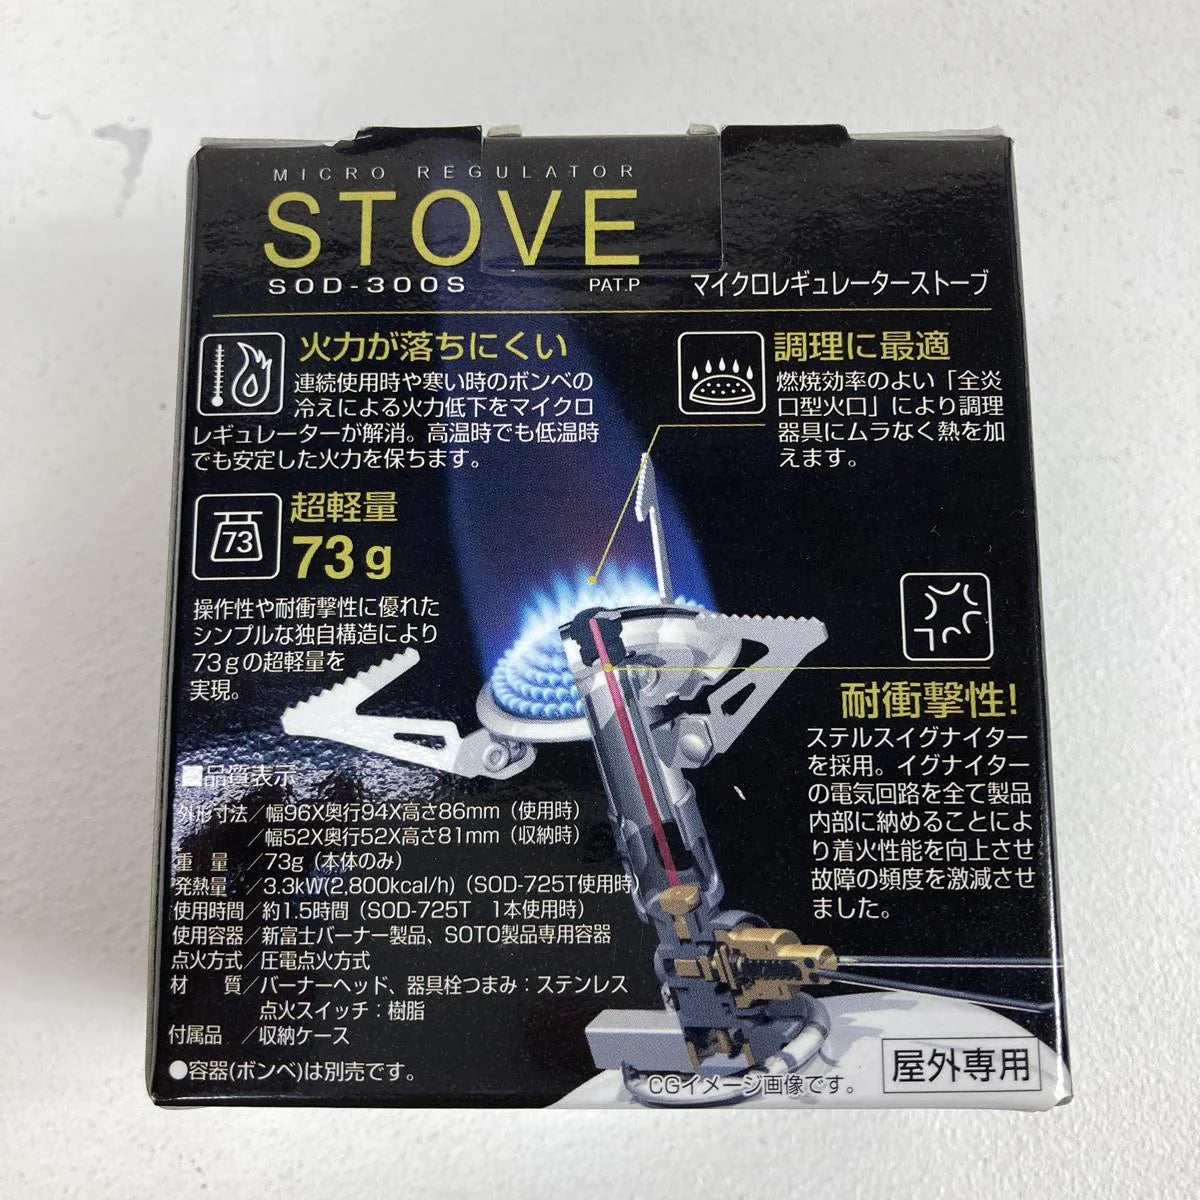 MICRO REGULATOR
STOVE
SOD-300S PAT.P マイクロレギュレーターストーブ
火力が落ちにくい
連続使用時や寒い時のボンベの
冷えによる火力低下をマイクロ
レギュレーターが解消。高温時でも低温時
でも安定した火力を保ちます。
調理に最適
燃焼効率のよい「全炎
口型火口」により調理
器具にムラなく熱を加
えます。
73
超軽量
73g
操作性や耐衝撃性に優れた
シンプルな独自構造により
73gの超軽量を
実現。
耐衝撃性!
ステルスイグナイター
を採用。イグナイター
の電気回路を全て製品
内部に納めることによ
り着火性能を向上させ
故障の頻度を激減させ
ました。
■品質表示
外形寸法/幅96X奥行94X高さ86mm(使用時)
/幅52X奥行52X高さ81mm(収納時)
重 量 /73g(本体のみ)
発熱量 /3.3kW(2,800kcal/h)(SOD-725T使用時)
使用時間/約1.5時間(SOD-725T 1本使用時)
使用容器/新富士バーナー製品、SOTO製品専用容器
点火方式/圧電点火方式
材 質/バーナーヘッド、器具栓つまみ:ステンレス
点火スイッチ:樹脂
付属品 /収納ケース
●容器(ボンベ)は別売です。
CGイメージ画像です。
屋外専用